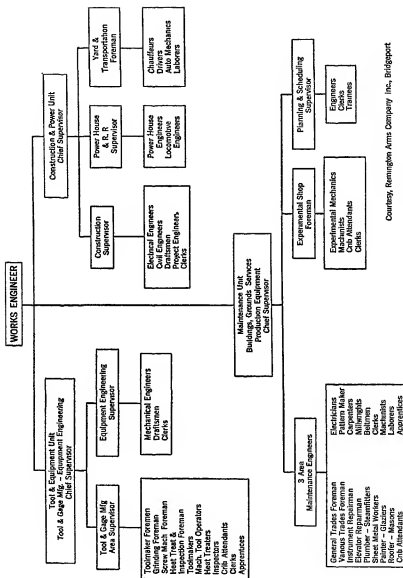 WORKS ENGINEER
Tool & Equipment Unit
Tool & Gage Mfg. – Equipment Engineering
Chief Supervisor
Construction & Power Unit
Chief Supervisor
Tool & Gage Mfg
Area Supervisor
Equipment Engineering
Supervisor
Construction
Supervisor
Power House
& R. R
Supervisor
Yard &
Transportation
Foreman
Toolmaker Foremen
Grinding Foreman
Screw Mach Foreman
Heat Treat &
Inspection Foreman
Toolmakers
Mach. Tool Operators
Heat Treaters
Inspectors
Crib Attendants
Clerks
Apprentices
Mechanical Engineers
Draftsmen
Clerks
Electrical Engineers
Civil Engineers
Draftsmen
Project Engineers
Clerks
Power House
Engineers
Locomotive
Engineers
Chauffeurs
Drivers
Auto Mechanics
Laborers
Maintenance Unit
Buildings, Grounds Services
Production Equipment
Chief Supervisor
3 Area
Maintenance Engineers
Experimental Shop
Foreman
Planning & Scheduling
Supervisor
General Trades Foreman
Various Trades Foreman
Instrument Repairman
Elevator Repairman
Plumber – Steamfitters
Sheet Metal Workers
Painter – Glaziers
Roofer – Masons
Crib Attendants
Electricians
Pattern Maker
Carpenters
Millwrights
Beltmen
Clerks
Machinists
Laborers
Apprentices
Experimental Mechanics
Machinists
Crib Attendants
Clerks
Engineers
Clerks
Trainees
Courtesy, Remington Arms Company Inc., Bridgeport